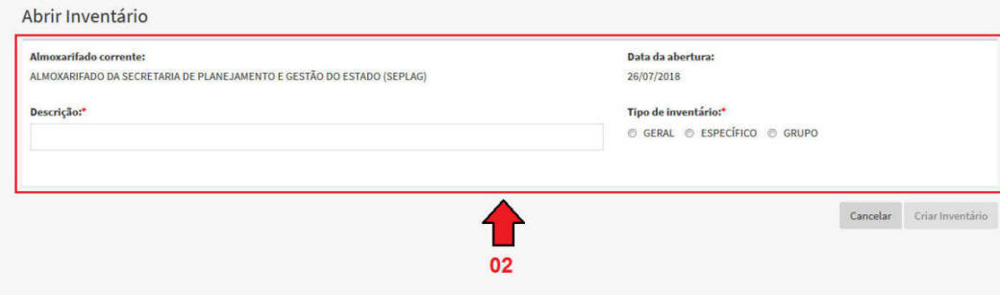 Abrir Inventário
Almoxarifado corrente:
Data da abertura:
ALMOXARIFADO DA SECRETARIA DE PLANEJAMENTO E GESTÃO DO ESTADO (SEPLAG)
26/07/2018
Descrição:*
Tipo de inventário:*
GERAL ESPECÍFICO GRUPO
Cancelar Criar Inventário
02